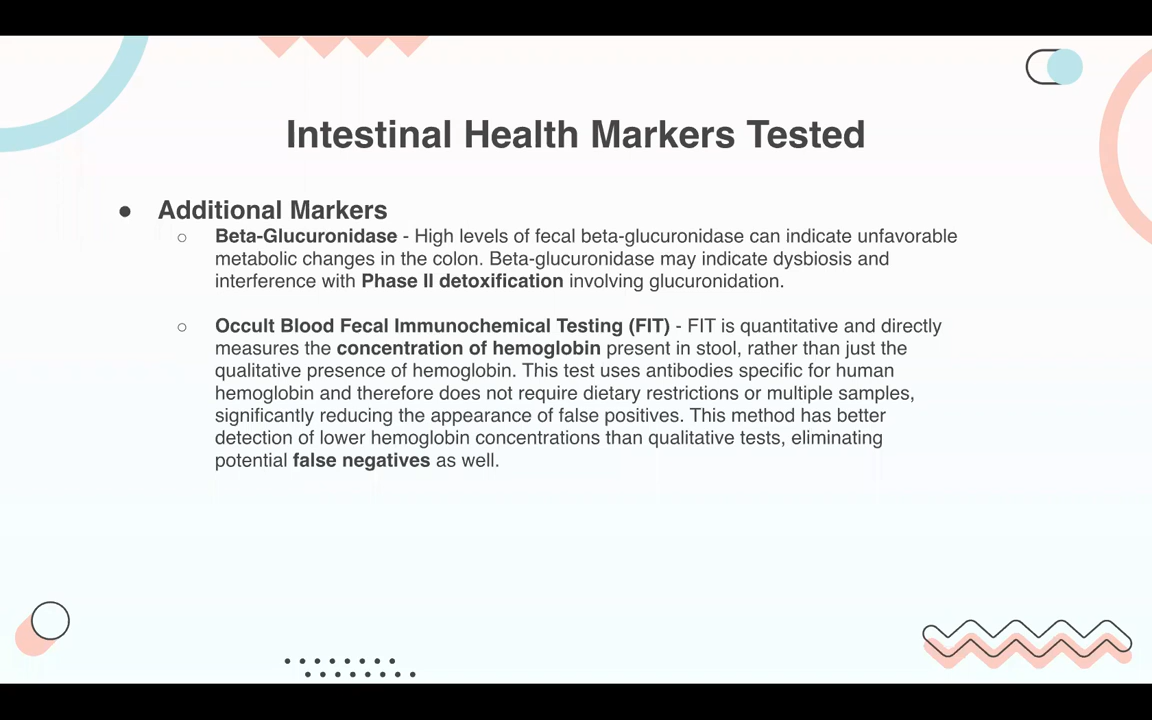 Intestinal Health Markers Tested
● Additional Markers
○ Beta-Glucuronidase - High levels of fecal beta-glucuronidase can indicate unfavorable
metabolic changes in the colon. Beta-glucuronidase may indicate dysbiosis and
interference with Phase II detoxification involving glucuronidation.
○ Occult Blood Fecal Immunochemical Testing (FIT) - FIT is quantitative and directly
measures the concentration of hemoglobin present in stool, rather than just the
qualitative presence of hemoglobin. This test uses antibodies specific for human
hemoglobin and therefore does not require dietary restrictions or multiple samples,
significantly reducing the appearance of false positives. This method has better
detection of lower hemoglobin concentrations than qualitative tests, eliminating
potential false negatives as well.